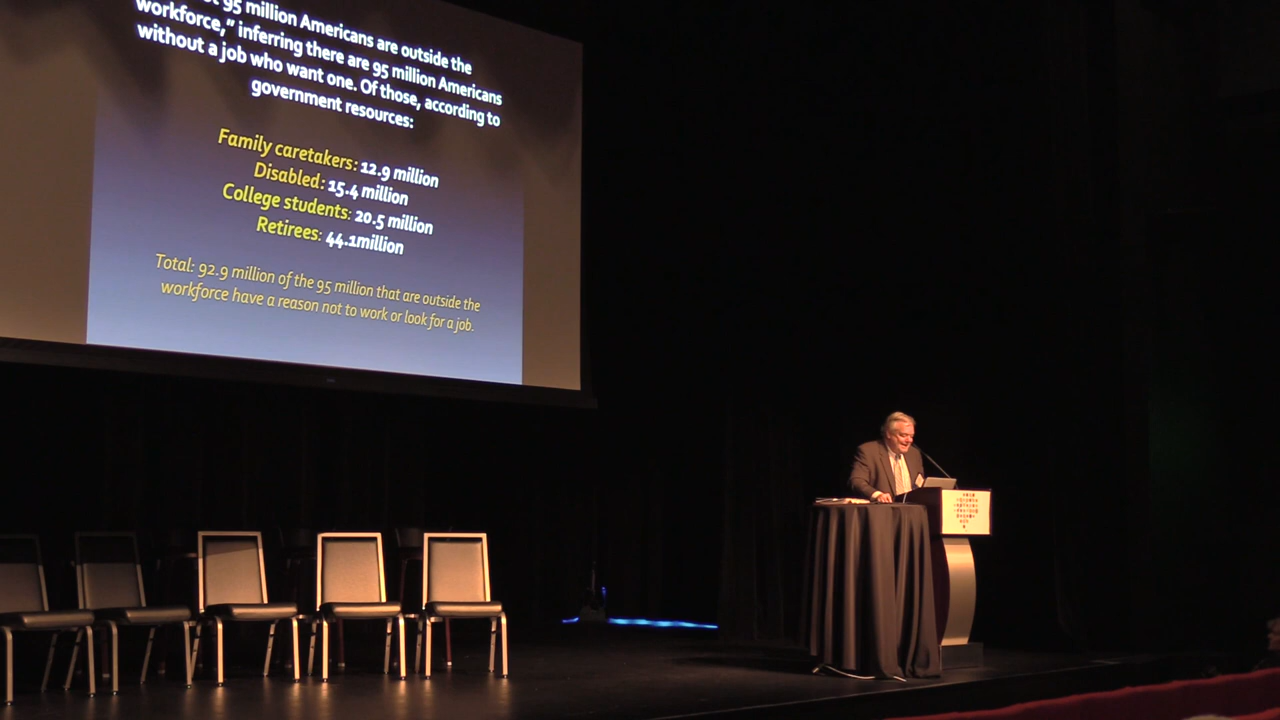 95 million Americans are outside the
workforce,” inferring there are 95 million Americans
without a job who want one. Of those, according to
government resources:
Family caretakers: 12.9 million
Disabled: 15.4 million
College students: 20.5 million
Retirees: 44.1million
Total: 92.9 million of the 95 million that are outside the
workforce have a reason not to work or look for a job.